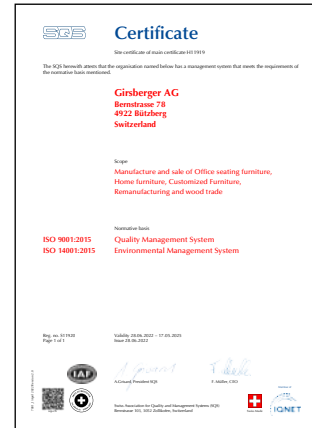 SQS
Certificate
Site certificate of main certificate H11919
The SQS herewith attests that the organisation named below has a management system that meets the requirements of
the normative basis mentioned.
Girsberger AG
Bernstrasse 78
4922 Bützberg
Switzerland
Scope
Manufacture and sale of Office seating furniture,
Home furniture, Customized Furniture,
Remanufacturing and wood trade
Normative basis
ISO 9001:2015 Quality Management System
ISO 14001:2015 Environmental Management System
Reg. no. S11920
Page 1 of 1
Validity 28.06.2022 – 17.05.2025
Issue 28.06.2022
A.Grisard, President SQS
F. Müller, CEO
IAF
Swiss Association for Quality and Management Systems (SQS)
Bernstrasse 103, 3052 Zollikofen, Switzerland
IQNET